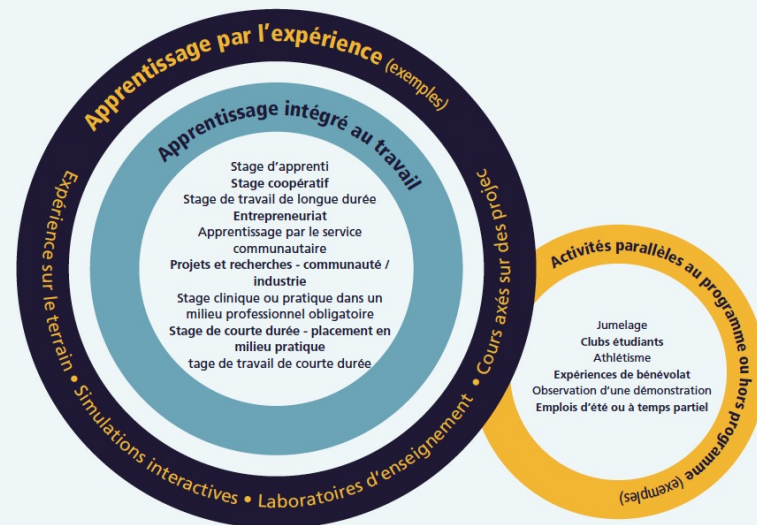 Apprentissage par l'expérience (exemples)
Expérience sur le terrain • Simulations interactives • Laboratoires d'enseignement • Cours axés sur des projec
Apprentissage intégré au travail
Stage d'apprenti
Stage coopératif
Stage de travail de longue durée
Entrepreneuriat
Apprentissage par le service
communautaire
Projets et recherches - communauté /
industrie
Stage clinique ou pratique dans un
milieu professionnel obligatoire
Stage de courte durée - placement en
milieu pratique
tage de travail de courte durée
Activités parallèles au programme ou hors programme (exemples)
Jumelage
Clubs étudiants
Athlétisme
Expériences de bénévolat
Observation d'une démonstration
Emplois d'été ou à temps partiel